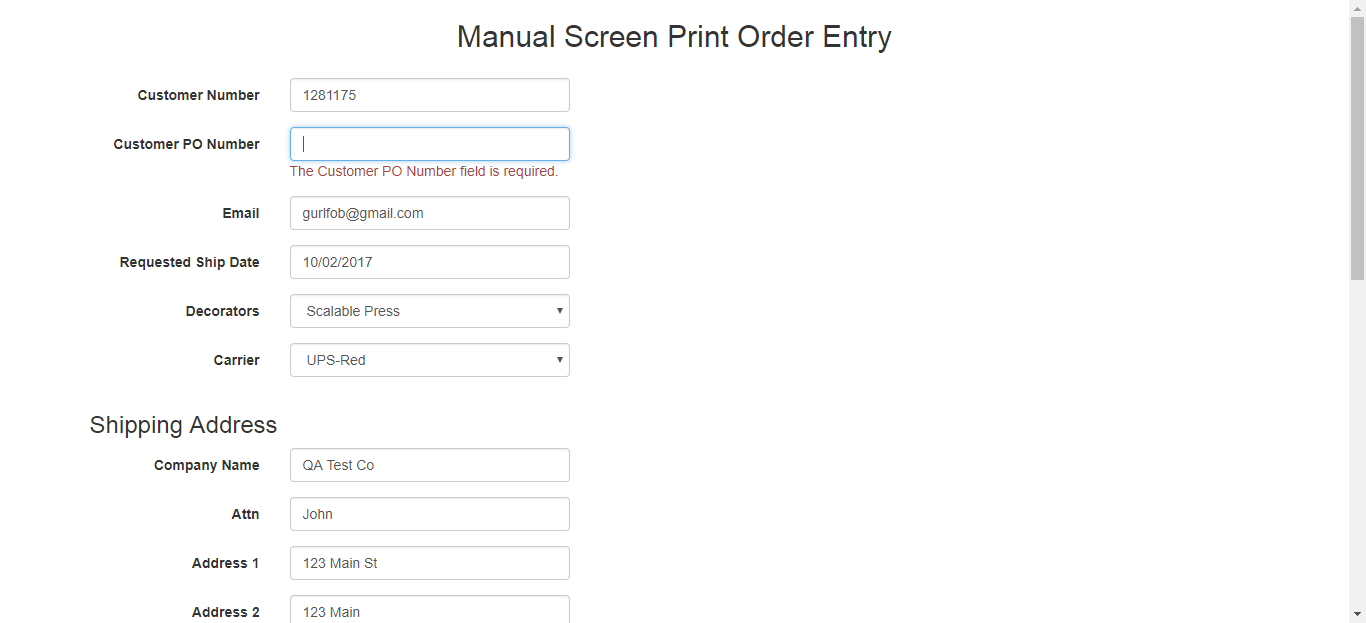 Manual Screen Print Order Entry
Customer Number 1281175
Customer PO Number
The Customer PO Number field is required.
Email gurlfob@gmail.com
Requested Ship Date 10/02/2017
Decorators Scalable Press
Carrier UPS-Red
Shipping Address
Company Name QA Test Co
Attn John
Address 1 123 Main St
Address 2 123 Main